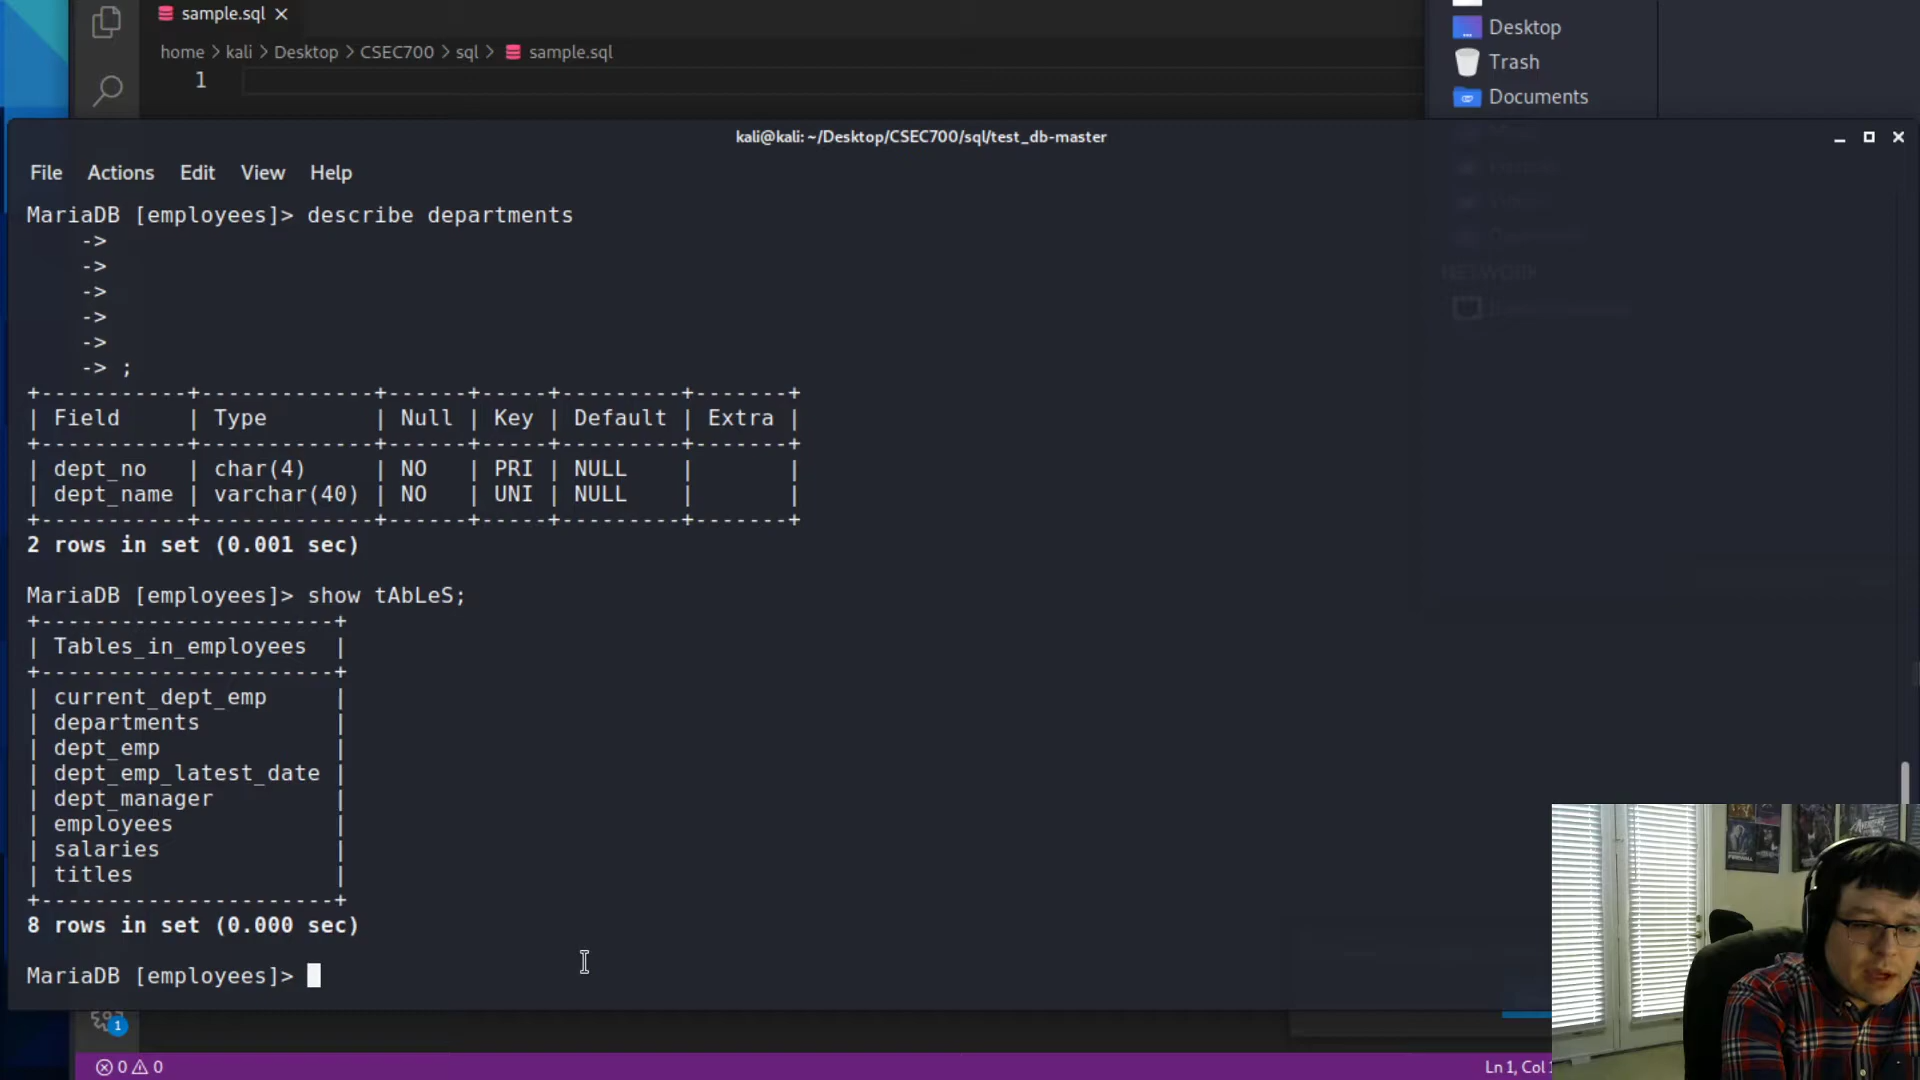 sample.sql
home > kali > Desktop > CSEC700 > sql > sample.sql
1
Desktop
Trash
Documents
kali@kali: ~/Desktop/CSEC700/sql/test_db-master
File Actions Edit View Help
NETWORK
MariaDB [employees]> describe departments
    ->
    ->
    ->
    ->
    ->
    -> ;
+-----------+-------------+------+-----+---------+-------+
| Field     | Type        | Null | Key | Default | Extra |
+-----------+-------------+------+-----+---------+-------+
| dept_no   | char(4)     | NO   | PRI | NULL    |       |
| dept_name | varchar(40) | NO   | UNI | NULL    |       |
+-----------+-------------+------+-----+---------+-------+
2 rows in set (0.001 sec)
MariaDB [employees]> show tAbLeS;
+----------------------+
| Tables_in_employees  |
+----------------------+
| current_dept_emp     |
| departments          |
| dept_emp             |
| dept_emp_latest_date |
| dept_manager         |
| employees            |
| salaries             |
| titles               |
+----------------------+
8 rows in set (0.000 sec)
MariaDB [employees]>
1
0 0
Ln 1, Col